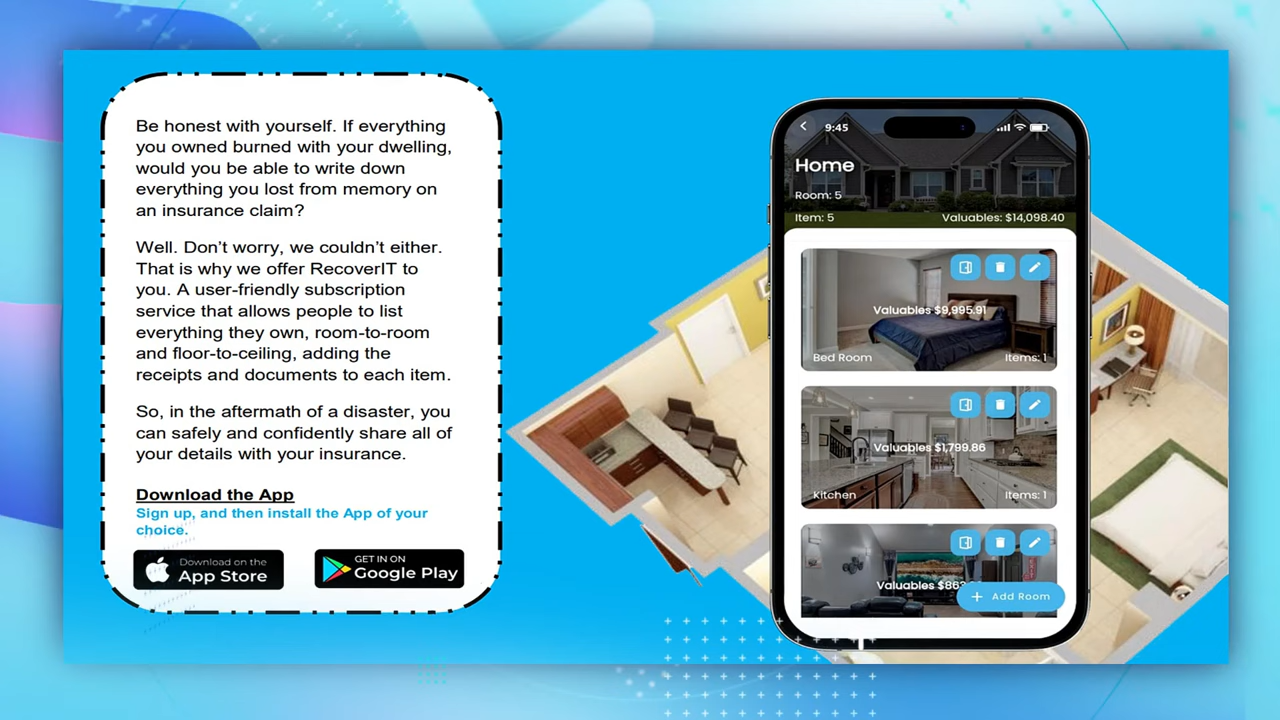 Be honest with yourself. If everything
you owned burned with your dwelling,
would you be able to write down
everything you lost from memory on
an insurance claim?
Well. Don't worry, we couldn't either.
That is why we offer RecoverIT to
you. A user-friendly subscription
service that allows people to list
everything they own, room-to-room
and floor-to-ceiling, adding the
receipts and documents to each item.
So, in the aftermath of a disaster, you
can safely and confidently share all of
your details with your insurance.
Download the App
Sign up, and then install the App of your
choice.
Download on the
App Store
GET IN ON
Google Play
9:45
Home
Room: 5
Item: 5
Valuables: $14,098.40
Valuables $9,995.91
Bed Room
Items: 1
Valuables $1,799.86
Kitchen
Items: 1
Valuables $
+ Add Room